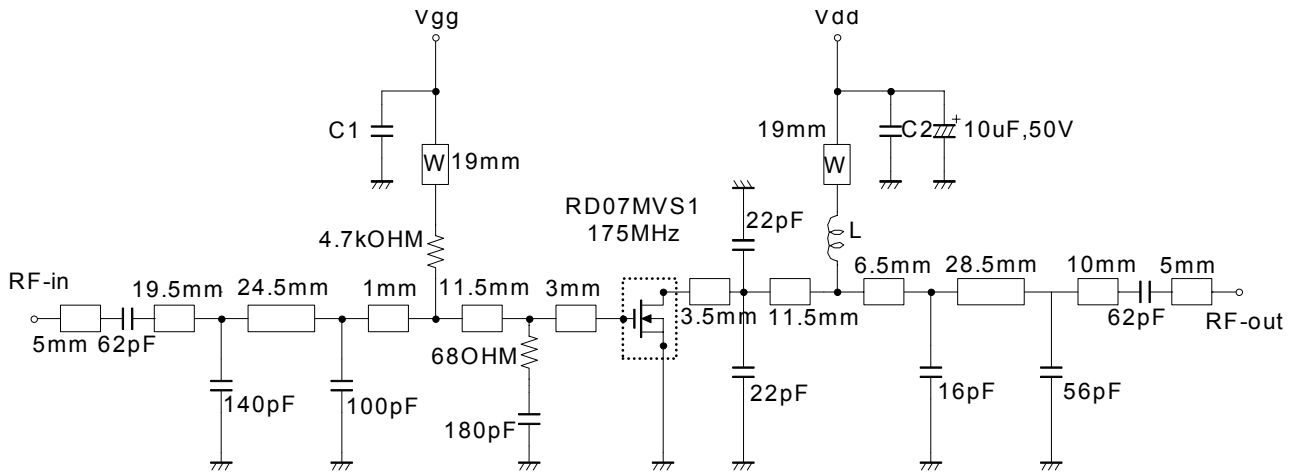 Vgg
Vdd
C1
W
19mm
19mm
W
C2
+
10uF,50V
RD07MVS1
175MHz
22pF
L
4.7kOHM
RF-in
19.5mm
24.5mm
1mm
11.5mm
3mm
3.5mm
11.5mm
6.5mm
28.5mm
10mm
5mm
5mm
62pF
68OHM
62pF
RF-out
140pF
100pF
180pF
22pF
16pF
56pF